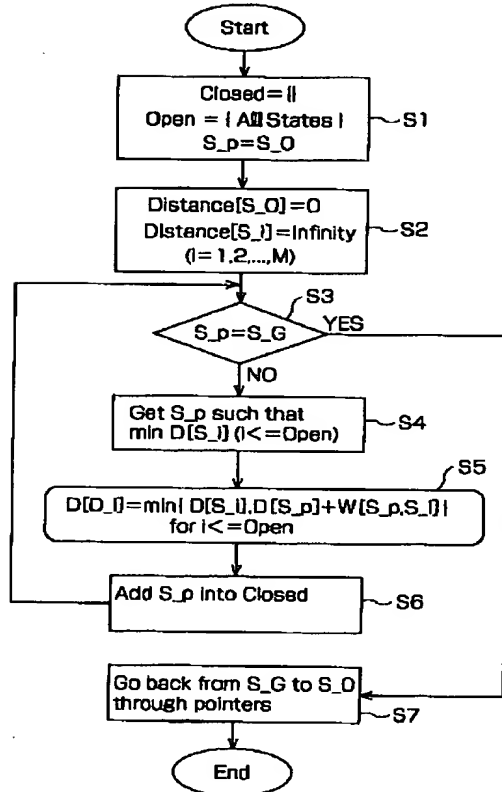 Start
Closed={}
Open = { All States }
S_p=S_0
S1
Distance[S_0]=0
Distance[S_i]=Infinity
(i=1,2,...,M)
S2
S3
S_p=S_G
YES
NO
Get S_p such that
min D[S_i] (i<=Open)
S4
S5
D[D_i]=min{ D[S_i],D[S_p]+W[S_p,S_i]}
for i<=Open
Add S_p into Closed
S6
Go back from S_G to S_0
through pointers
S7
End